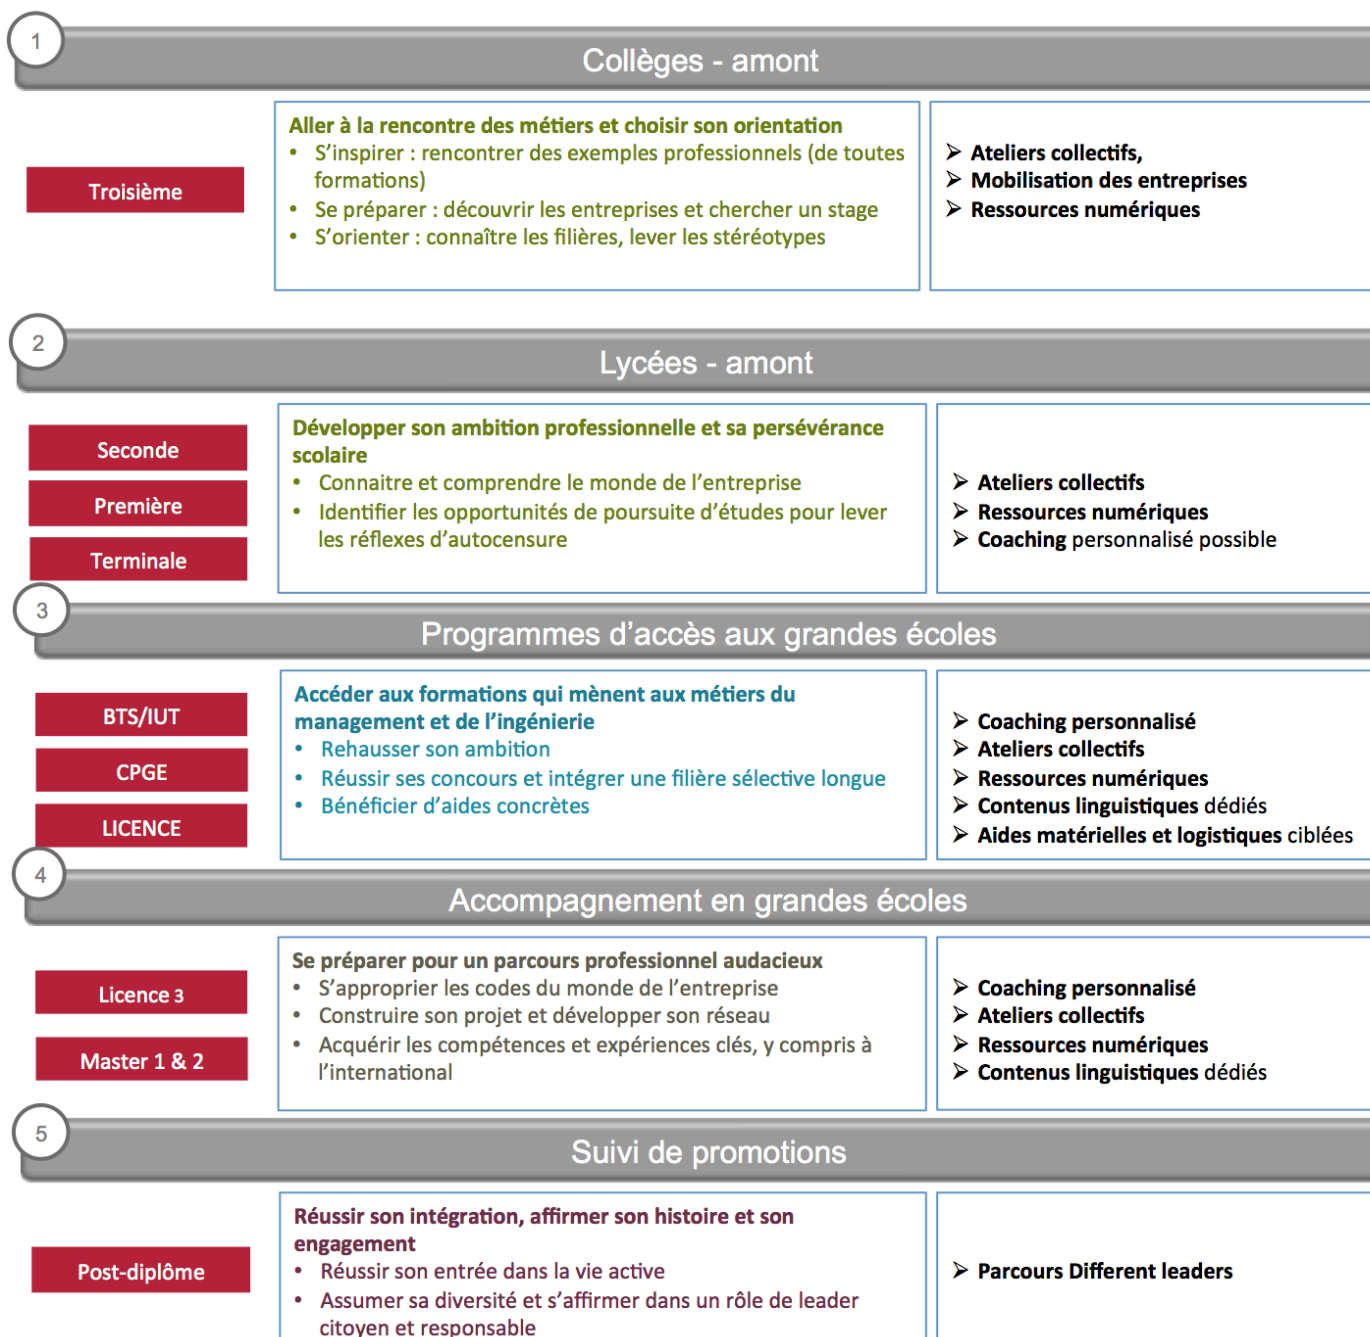 1
Collèges - amont
Troisième
Aller à la rencontre des métiers et choisir son orientation
• S'inspirer : rencontrer des exemples professionnels (de toutes
formations)
• Se préparer : découvrir les entreprises et chercher un stage
• S'orienter : connaître les filières, lever les stéréotypes
➢ Ateliers collectifs,
➢ Mobilisation des entreprises
➢ Ressources numériques
2
Lycées - amont
Seconde
Première
Terminale
Développer son ambition professionnelle et sa persévérance
scolaire
• Connaitre et comprendre le monde de l'entreprise
• Identifier les opportunités de poursuite d'études pour lever
les réflexes d'autocensure
➢ Ateliers collectifs
➢ Ressources numériques
➢ Coaching personnalisé possible
3
Programmes d'accès aux grandes écoles
BTS/IUT
CPGE
LICENCE
Accéder aux formations qui mènent aux métiers du
management et de l'ingénierie
• Rehausser son ambition
• Réussir ses concours et intégrer une filière sélective longue
• Bénéficier d'aides concrètes
➢ Coaching personnalisé
➢ Ateliers collectifs
➢ Ressources numériques
➢ Contenus linguistiques dédiés
➢ Aides matérielles et logistiques ciblées
4
Accompagnement en grandes écoles
Licence 3
Master 1 & 2
Se préparer pour un parcours professionnel audacieux
• S'approprier les codes du monde de l'entreprise
• Construire son projet et développer son réseau
• Acquérir les compétences et expériences clés, y compris à
l'international
➢ Coaching personnalisé
➢ Ateliers collectifs
➢ Ressources numériques
➢ Contenus linguistiques dédiés
5
Suivi de promotions
Post-diplôme
Réussir son intégration, affirmer son histoire et son
engagement
• Réussir son entrée dans la vie active
• Assumer sa diversité et s'affirmer dans un rôle de leader
citoyen et responsable
➢ Parcours Different leaders